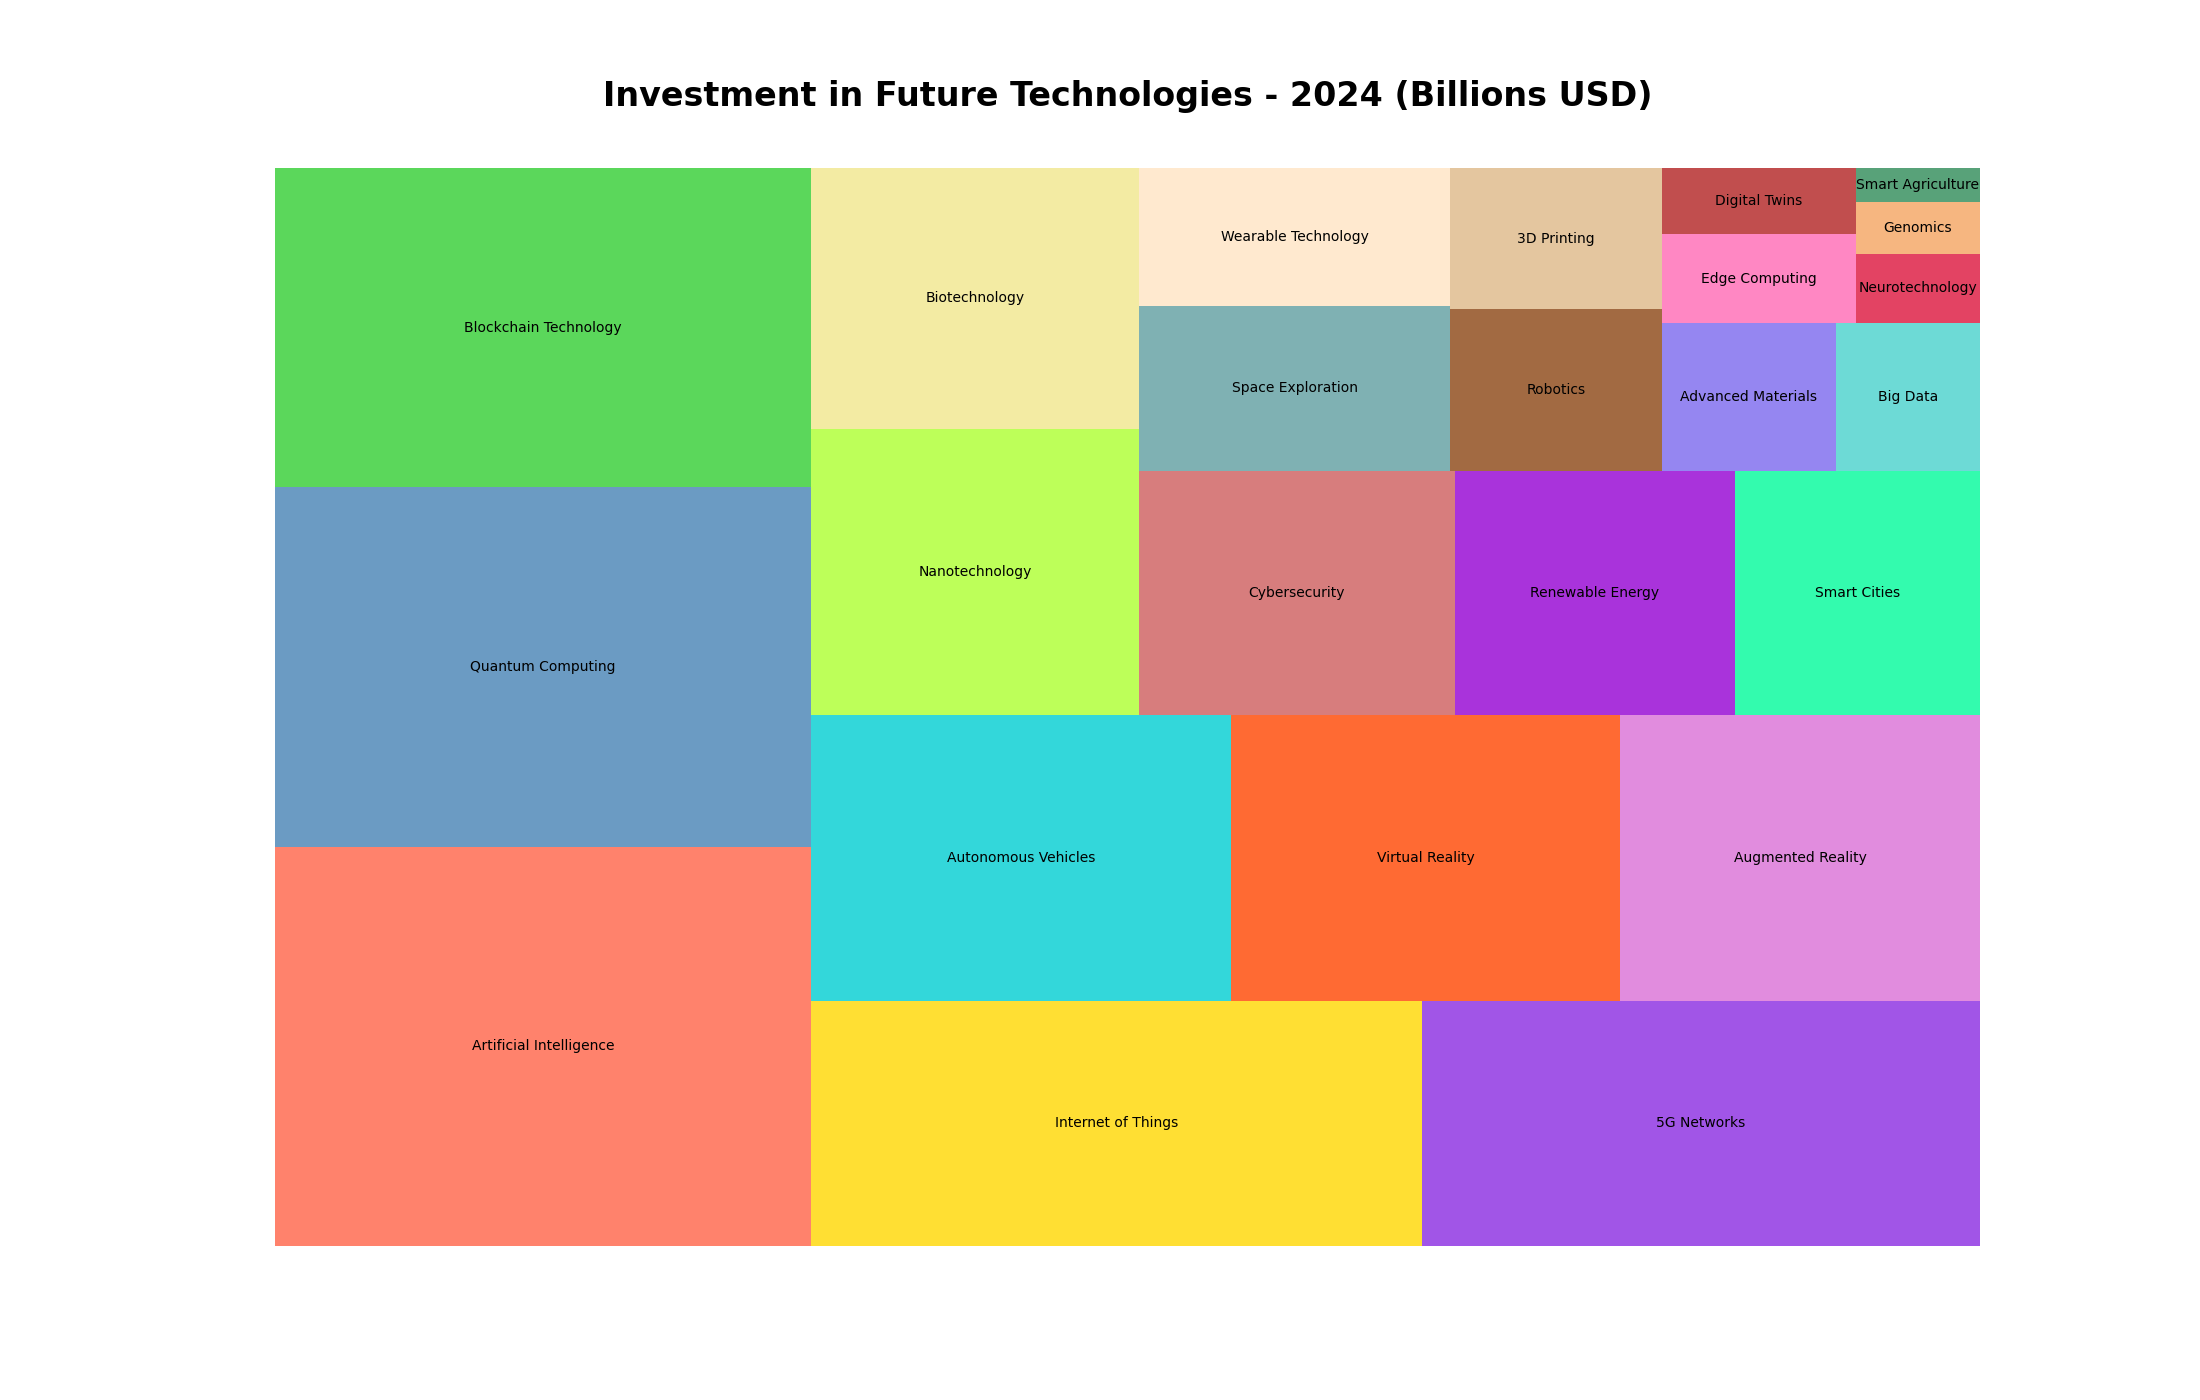 Investment in Future Technologies - 2024 (Billions USD)
Blockchain Technology
Quantum Computing
Artificial Intelligence
Biotechnology
Nanotechnology
Wearable Technology
Space Exploration
3D Printing
Robotics
Digital Twins
Edge Computing
Smart Agriculture
Genomics
Neurotechnology
Advanced Materials
Big Data
Cybersecurity
Renewable Energy
Smart Cities
Autonomous Vehicles
Virtual Reality
Augmented Reality
Internet of Things
5G Networks